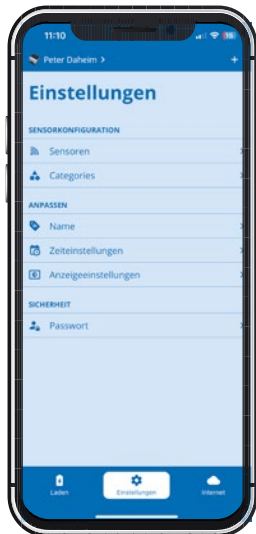 11:10
Peter Daheim >
+
Einstellungen
SENSORKONFIGURATION
Sensoren
Categories
ANPASSEN
Name
Zeiteinstellungen
Anzeigeeinstellungen
SICHERHEIT
Passwort
Laden
Einstellungen
Internet